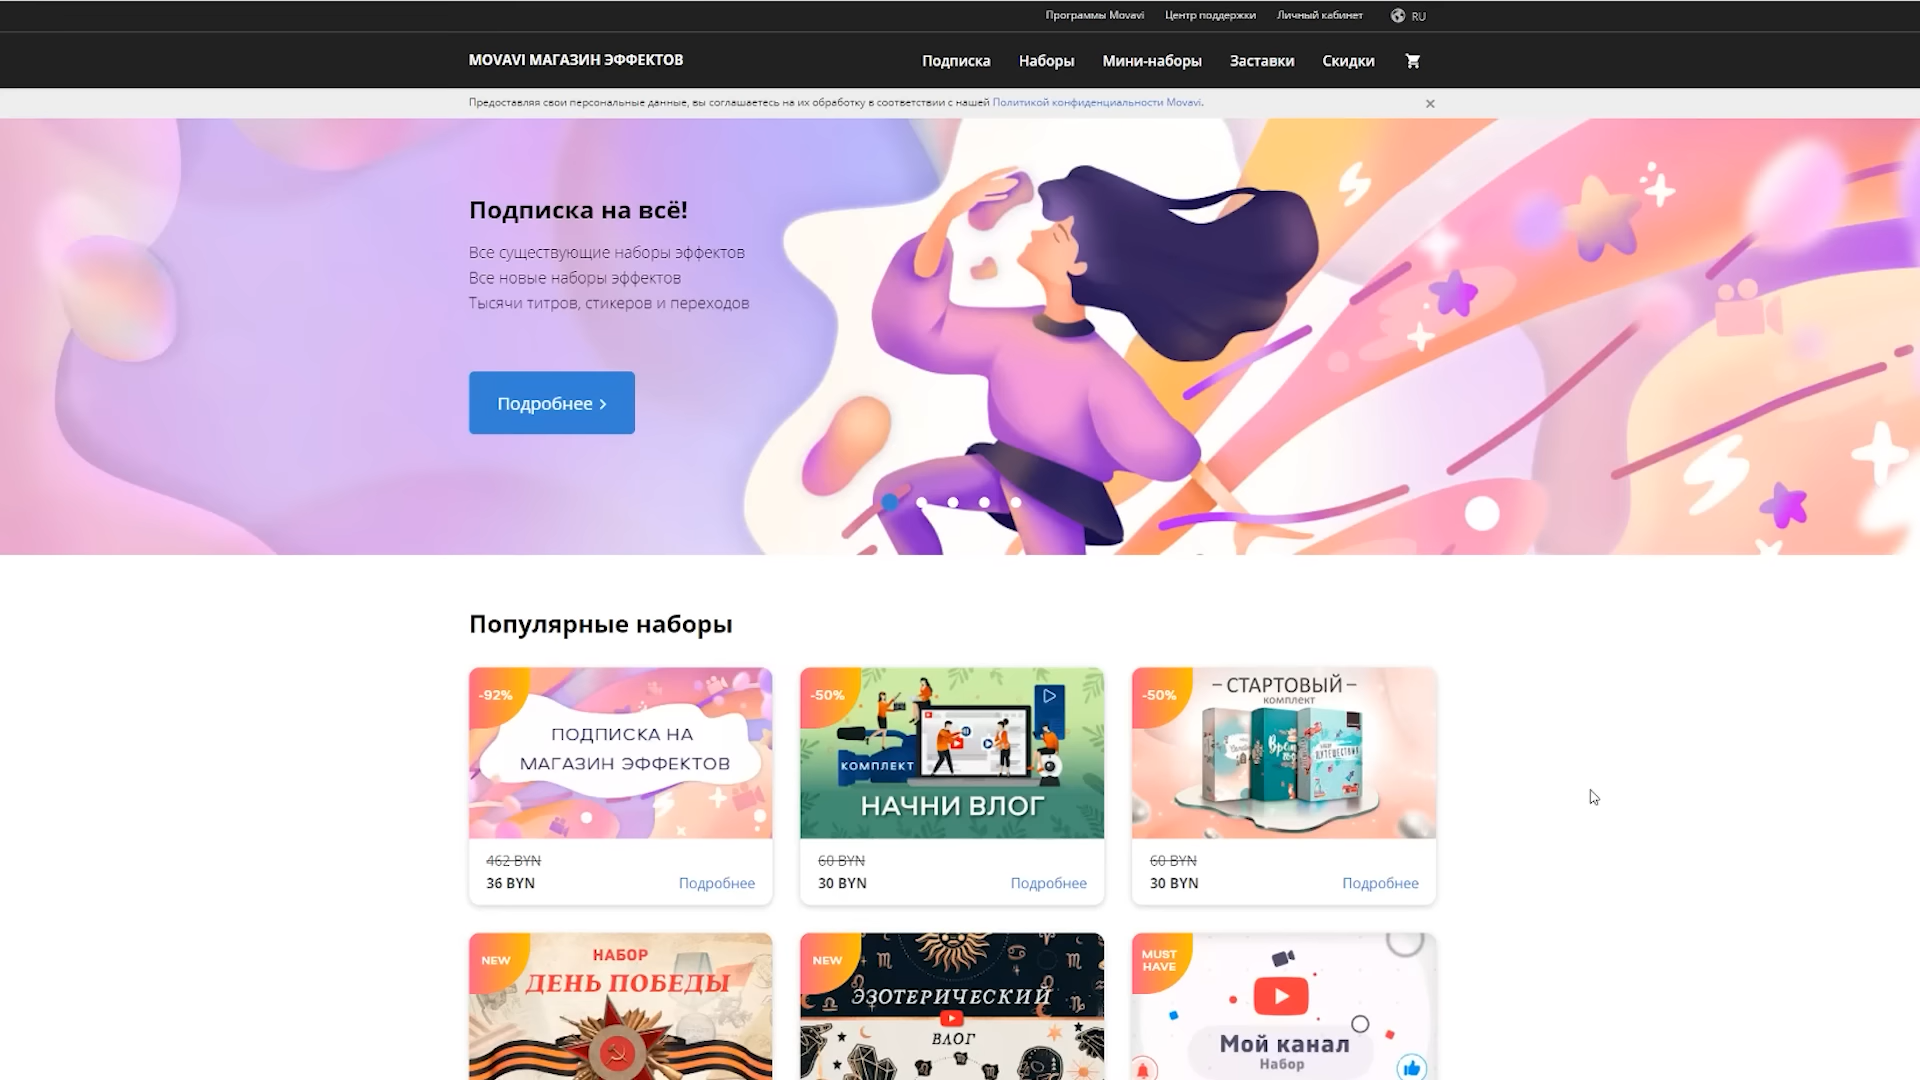 Программы Movavi
Центр поддержки
Личный кабинет
RU
MOVAVI МАГАЗИН ЭФФЕКТОВ
Подписка
Наборы
Мини-наборы
Заставки
Скидки
Предоставляя свои персональные данные, вы соглашаетесь на их обработку в соответствии с нашей Политикой конфиденциальности Movavi.
Подписка на всё!
Все существующие наборы эффектов
Все новые наборы эффектов
Тысячи титров, стикеров и переходов
Подробнее
Популярные наборы
-92%
ПОДПИСКА НА
МАГАЗИН ЭФФЕКТОВ
462 BYN
36 BYN
Подробнее
-50%
КОМПЛЕКТ
НАЧНИ ВЛОГ
60 BYN
30 BYN
Подробнее
-50%
СТАРТОВЫЙ
комплект
ПУТЕШЕСТВИЯ
60 BYN
30 BYN
Подробнее
NEW
НАБОР
ДЕНЬ ПОБЕДЫ
NEW
ЭЗОТЕРИЧЕСКИЙ
ВЛОГ
MUST
HAVE
Мой канал
Набор